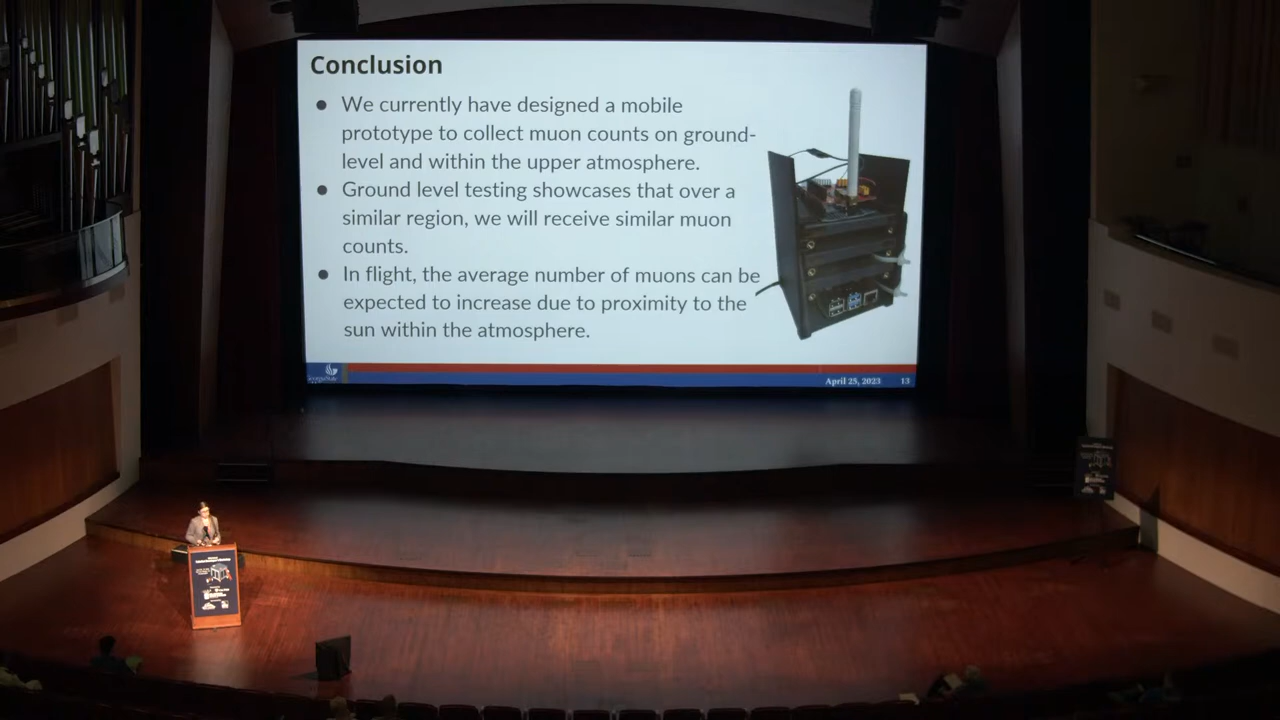 Conclusion
● We currently have designed a mobile
prototype to collect muon counts on ground-
level and within the upper atmosphere.
● Ground level testing showcases that over a
similar region, we will receive similar muon
counts.
● In flight, the average number of muons can be
expected to increase due to proximity to the
sun within the atmosphere.
April 25, 2023 13